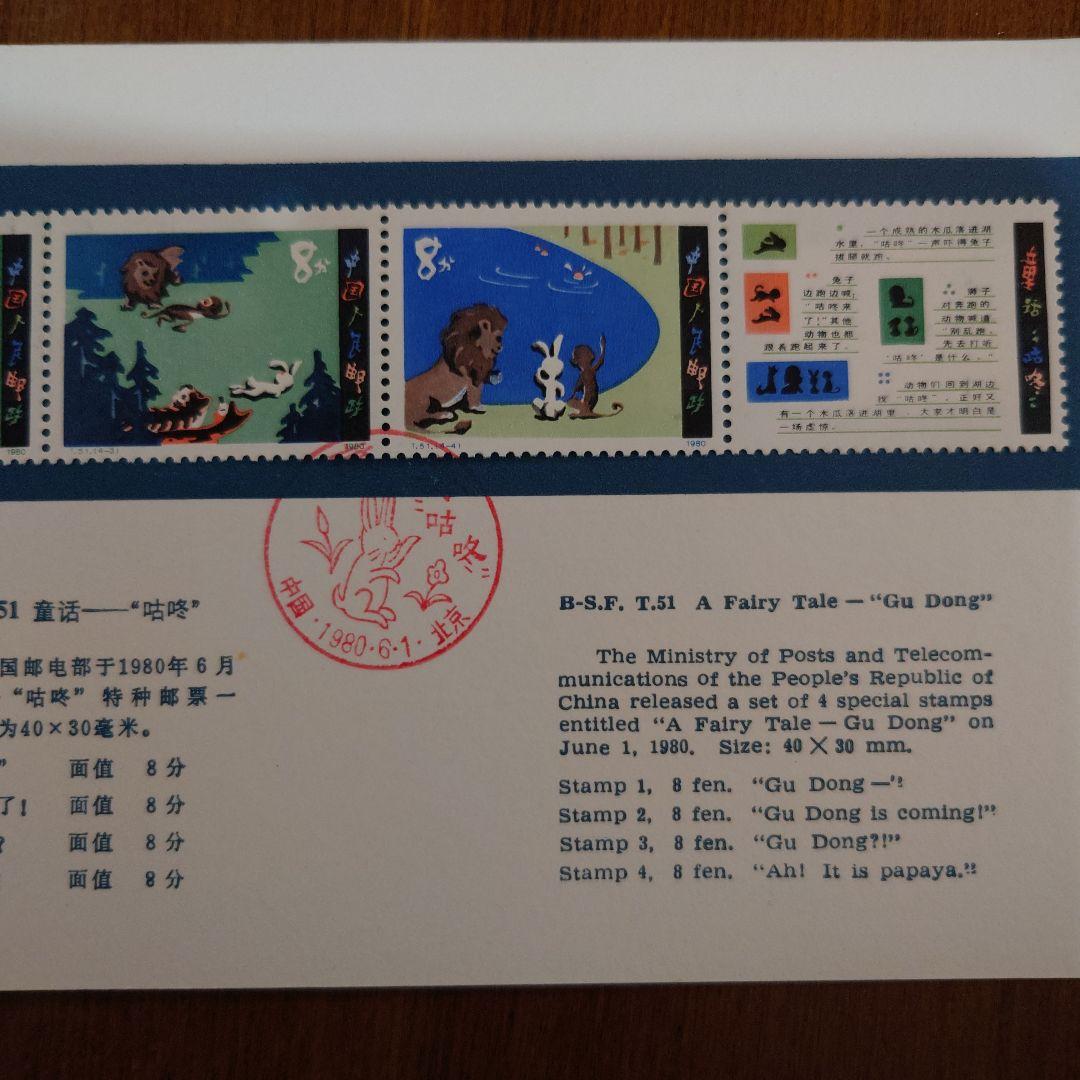 8分
中国人民邮政
T.51.(4-3)
1980
8分
中国人民邮政
T.51.(4-4)
1980
一个成熟的木瓜落进湖
水里，“咕咚”一声吓得兔子
拔腿就跑。
兔子
边跑边喊：
“咕咚来
了！”其他
动物也都
跟着跑起来了。
狮子
对奔跑的
动物喊道：
“别乱跑，
先去打听
“咕咚”是什么。”
动物们回到湖边
找“咕咚”，正好又
有一个木瓜落进湖里，大家才明白是
一场虚惊。
童话：“咕咚”
1980
咕
咚”
中国·1980·6·1·北京
51 童话——“咕咚”
国邮电部于1980年6月
“咕咚”特种邮票一
为40×30毫米。
” 面值 8分
了！ 面值 8分
? 面值 8分
面值 8分
B-S.F. T.51 A Fairy Tale — “Gu Dong”
The Ministry of Posts and Telecom-
munications of the People's Republic of
China released a set of 4 special stamps
entitled “A Fairy Tale — Gu Dong” on
June 1, 1980. Size: 40 × 30 mm.
Stamp 1, 8 fen. “Gu Dong —”
Stamp 2, 8 fen. “Gu Dong is coming!”
Stamp 3, 8 fen. “Gu Dong?!”
Stamp 4, 8 fen. “Ah! It is papaya.”